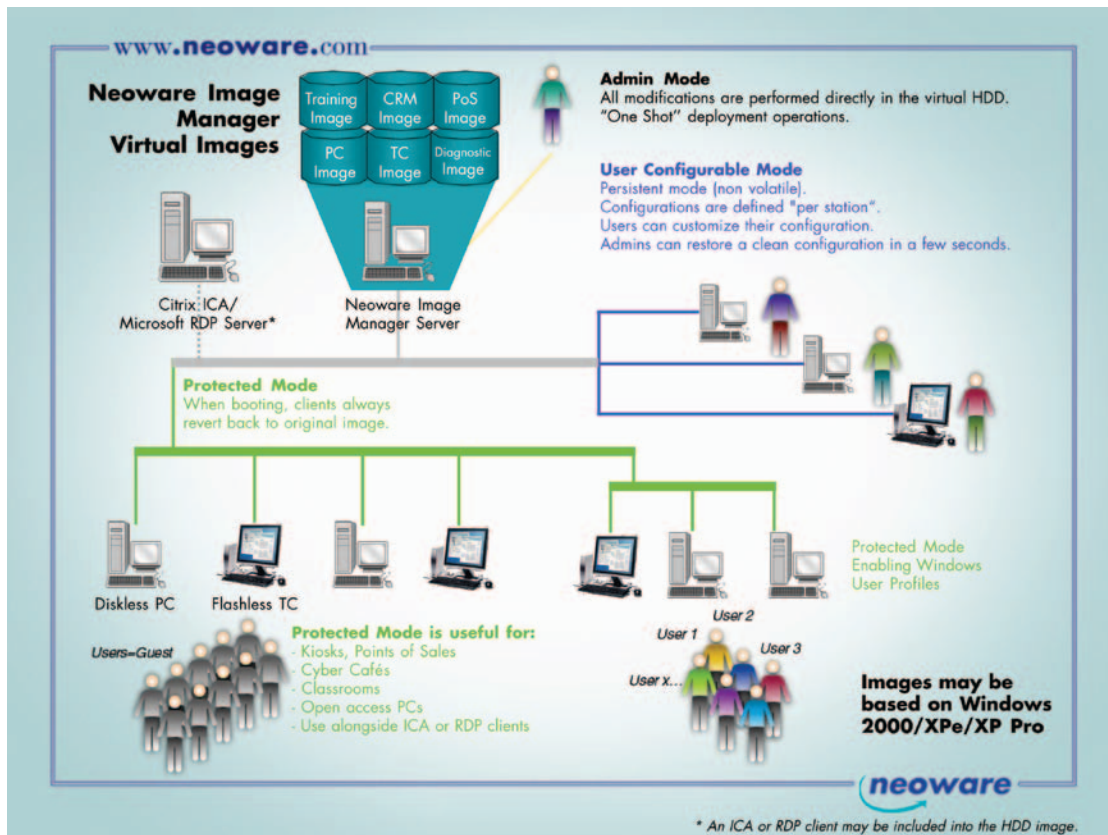 www.neoware.com
Neoware Image
Manager
Virtual Images
Training
Image
CRM
Image
PoS
Image
PC
Image
TC
Image
Diagnostic
Image
Admin Mode
All modifications are performed directly in the virtual HDD.
“One Shot” deployment operations.
User Configurable Mode
Persistent mode (non volatile).
Configurations are defined "per station“.
Users can customize their configuration.
Admins can restore a clean configuration in a few seconds.
Citrix ICA/
Microsoft RDP Server*
Neoware Image
Manager Server
Protected Mode
When booting, clients always
revert back to original image.
Diskless PC
Flashless TC
Protected Mode
Enabling Windows
User Profiles
Users=Guest
Protected Mode is useful for:
- Kiosks, Points of Sales
- Cyber Cafés
- Classrooms
- Open access PCs
- Use alongside ICA or RDP clients
User 1
User 2
User 3
User x...
Images may be
based on Windows
2000/XPe/XP Pro
neoware
* An ICA or RDP client may be included into the HDD image.